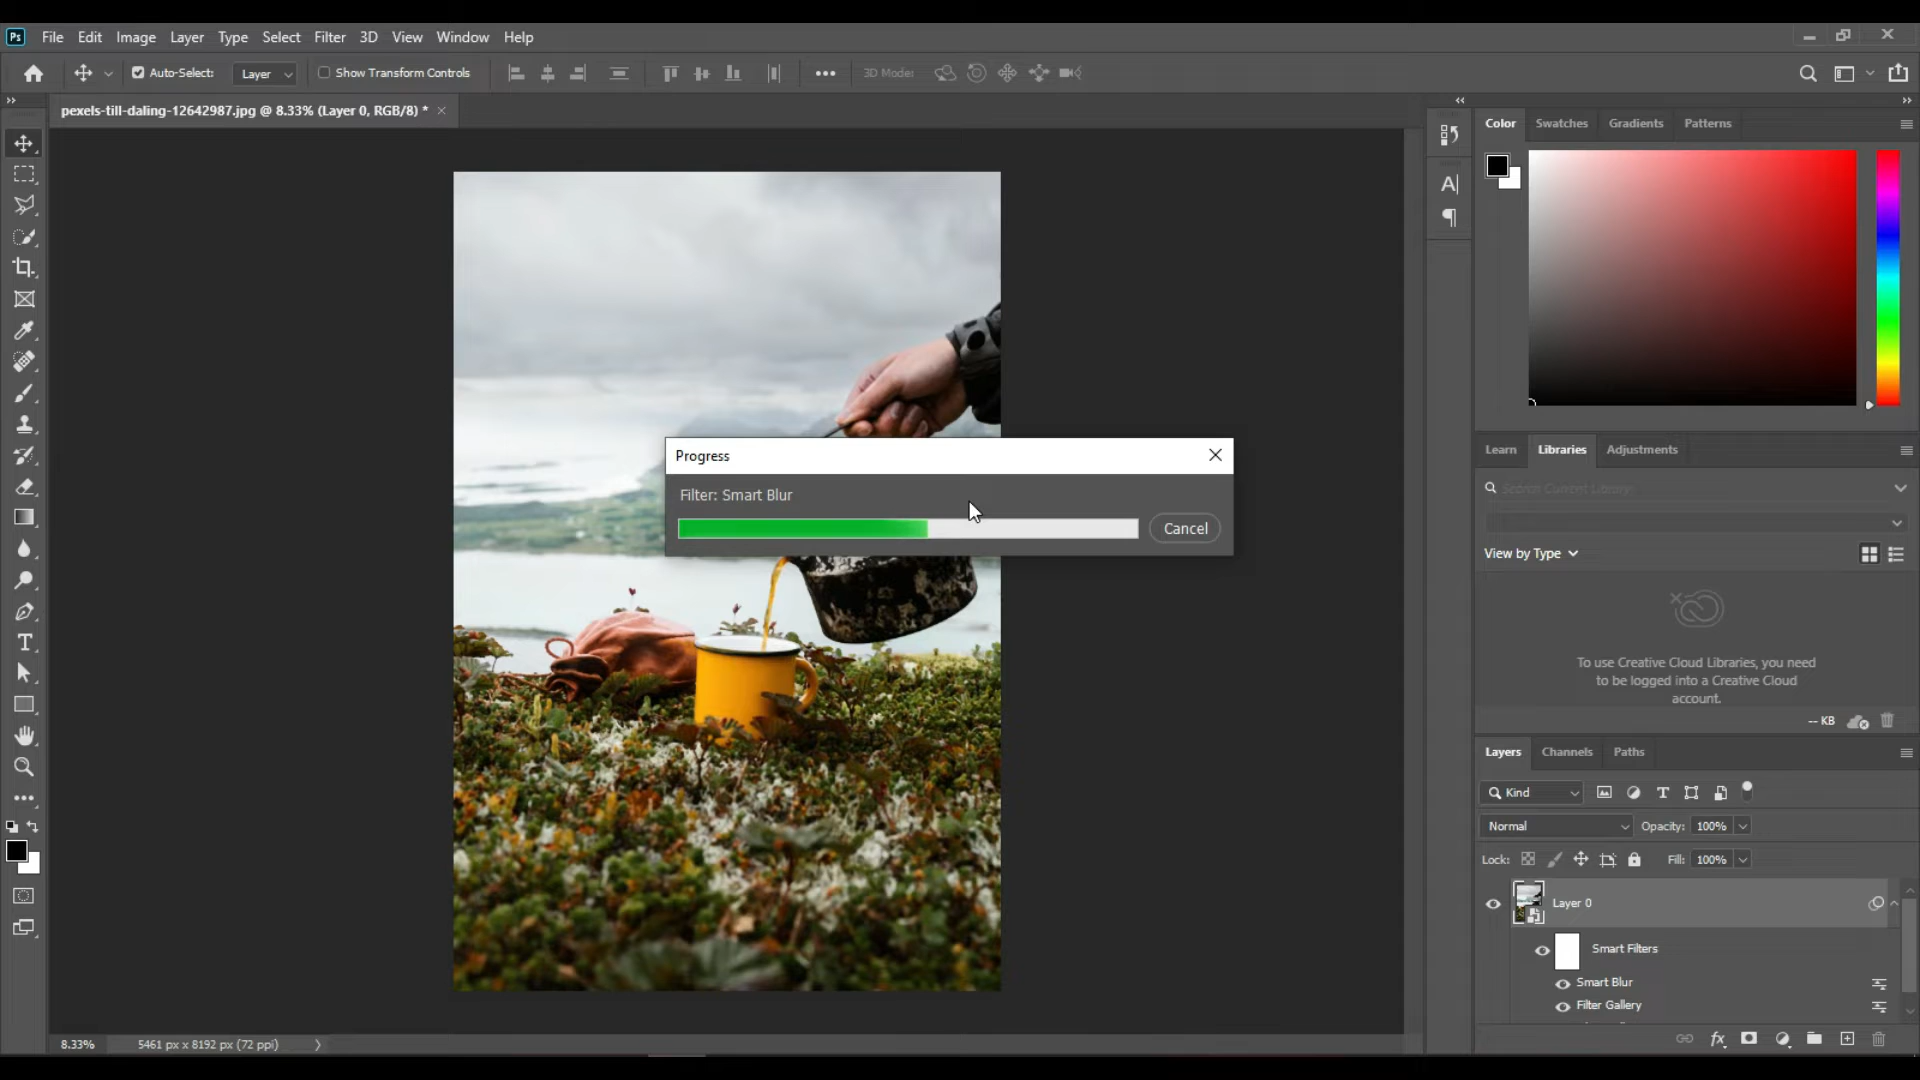 Ps File Edit Image Layer Type Select Filter 3D View Window Help
Auto-Select: Layer Show Transform Controls 3D Mode:
pexels-till-daling-12642987.jpg @ 8.33% (Layer 0, RGB/8) *
Color Swatches Gradients Patterns
Progress
Filter: Smart Blur
Cancel
Learn Libraries Adjustments
Search Current Library
View by Type
To use Creative Cloud Libraries, you need
to be logged into a Creative Cloud
account.
-- KB
Layers Channels Paths
Kind
Normal Opacity: 100%
Lock: Fill: 100%
Layer 0
Smart Filters
Smart Blur
Filter Gallery
8.33% 5461 px x 8192 px (72 ppi)